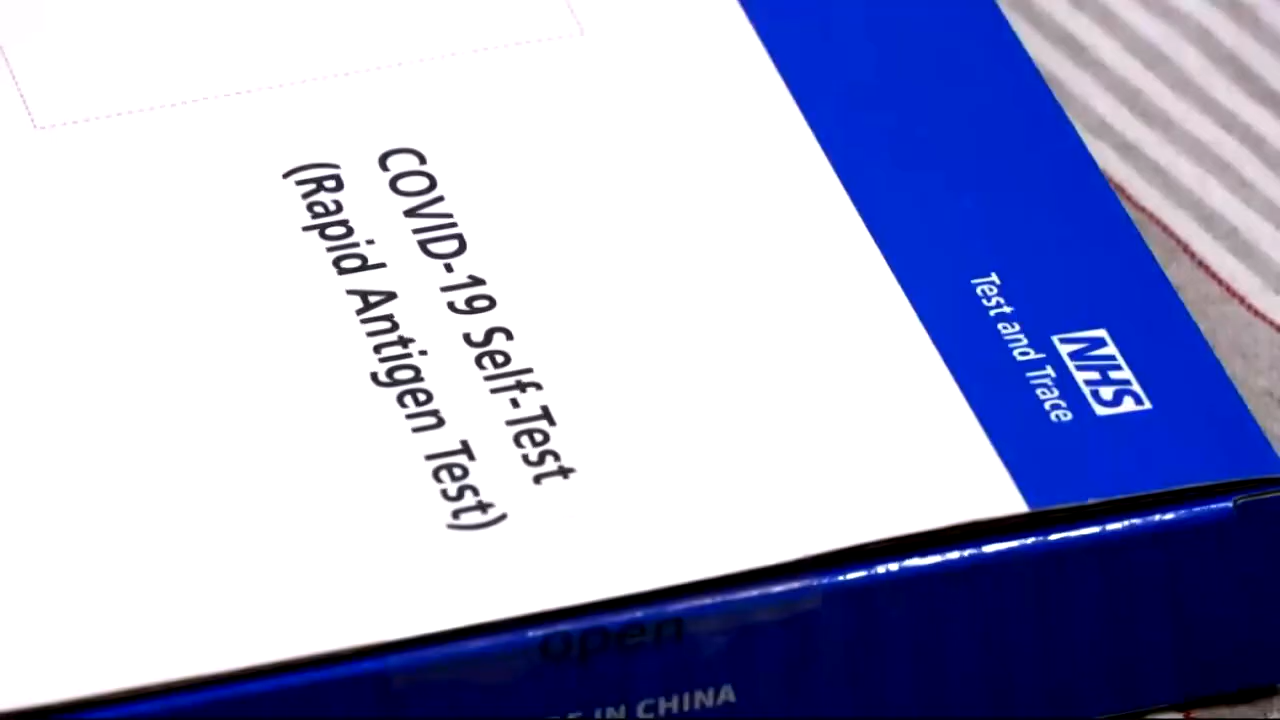 NHS
Test and Trace
COVID-19 Self-Test
(Rapid Antigen Test)
open
IN CHINA